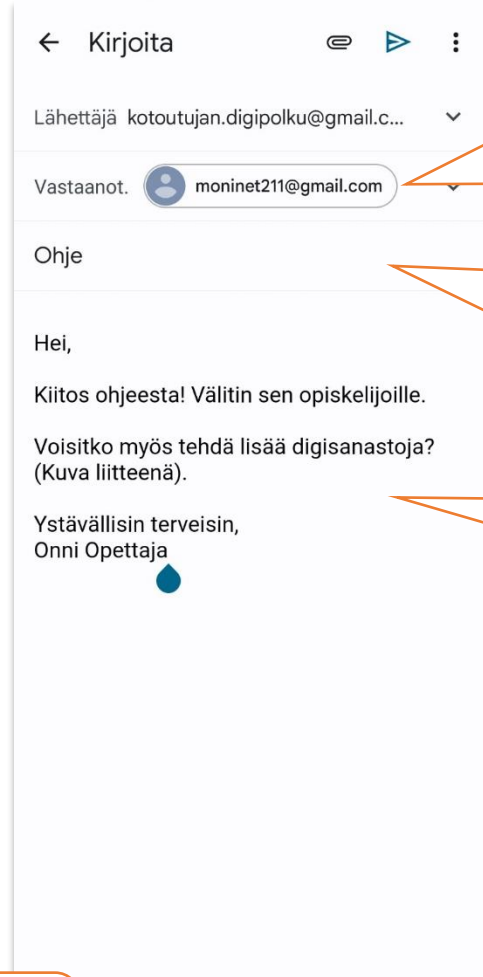 Kirjoita
Lähettäjä kotoutujan.digipolku@gmail.c...
Vastaanot. moninet211@gmail.com
Ohje
Hei,
Kiitos ohjeesta! Välitin sen opiskelijoille.
Voisitko myös tehdä lisää digisanastoja?
(Kuva liitteenä).
Ystävällisin terveisin,
Onni Opettaja